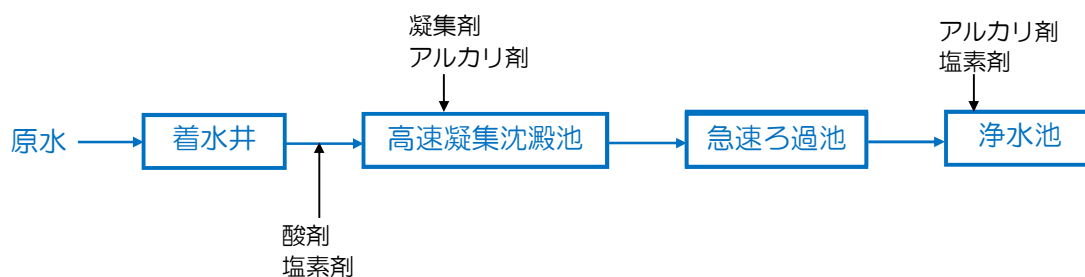 凝集剤
アルカリ剤
アルカリ剤
塩素剤
原水
着水井
高速凝集沈澱池
急速ろ過池
浄水池
酸剤
塩素剤